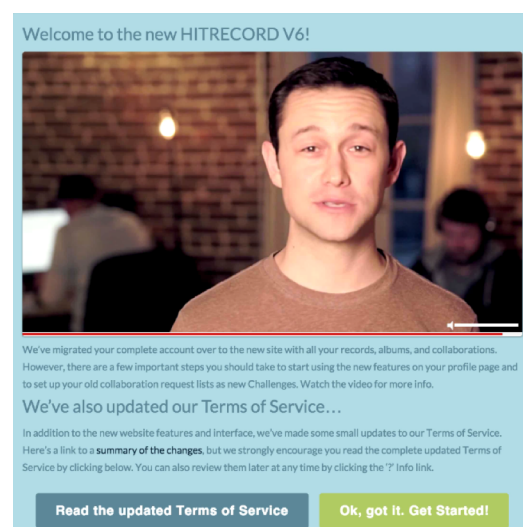 Welcome to the new HITRECORD V6!
We've migrated your complete account over to the new site with all your records, albums, and collaborations.
However, there are a few important steps you should take to start using the new features on your profile page and
to set up your old collaboration request lists as new Challenges. Watch the video for more info.
We've also updated our Terms of Service...
In addition to the new website features and interface, we've made some small updates to our Terms of Service.
Here's a link to a summary of the changes, but we strongly encourage you read the complete updated Terms of
Service by clicking below. You can also review them later at any time by clicking the '?' Info link.
Read the updated Terms of Service
Ok, got it. Get Started!